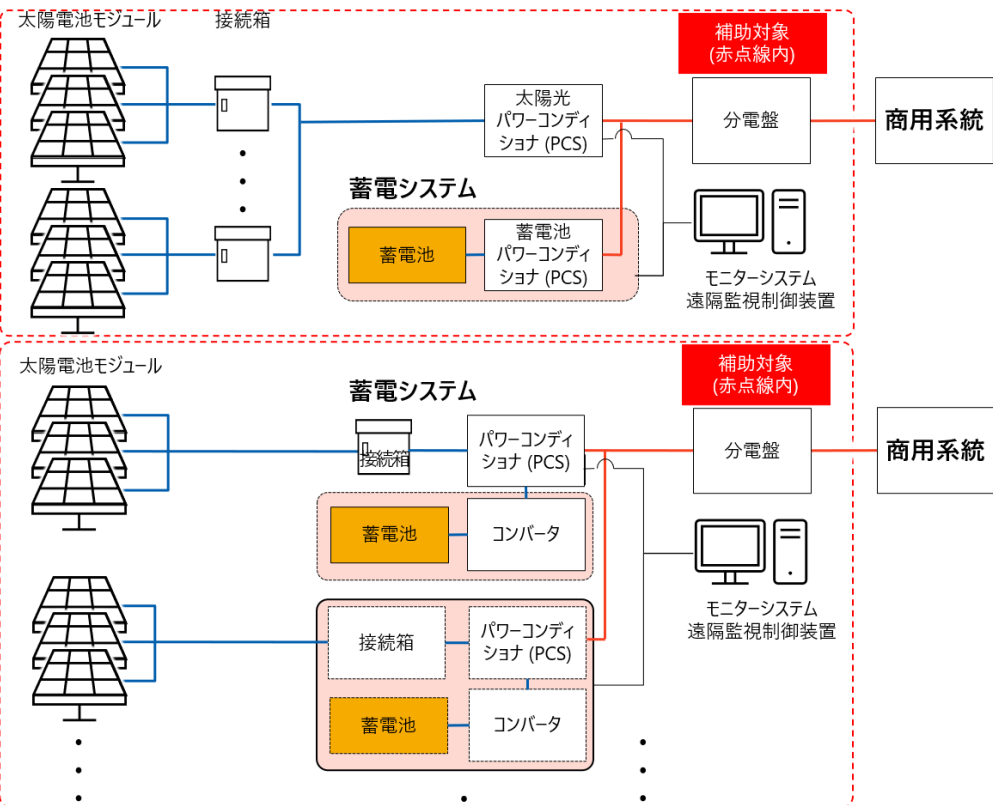 太陽電池モジュール
接続箱
補助対象
(赤点線内)
太陽光
パワーコンディ
ショナ (PCS)
分電盤
商用系統
蓄電システム
蓄電池
蓄電池
パワーコンディ
ショナ (PCS)
モニターシステム
遠隔監視制御装置
太陽電池モジュール
蓄電システム
補助対象
(赤点線内)
接続箱
パワーコンディ
ショナ (PCS)
分電盤
商用系統
蓄電池
コンバータ
モニターシステム
遠隔監視制御装置
接続箱
パワーコンディ
ショナ (PCS)
蓄電池
コンバータ